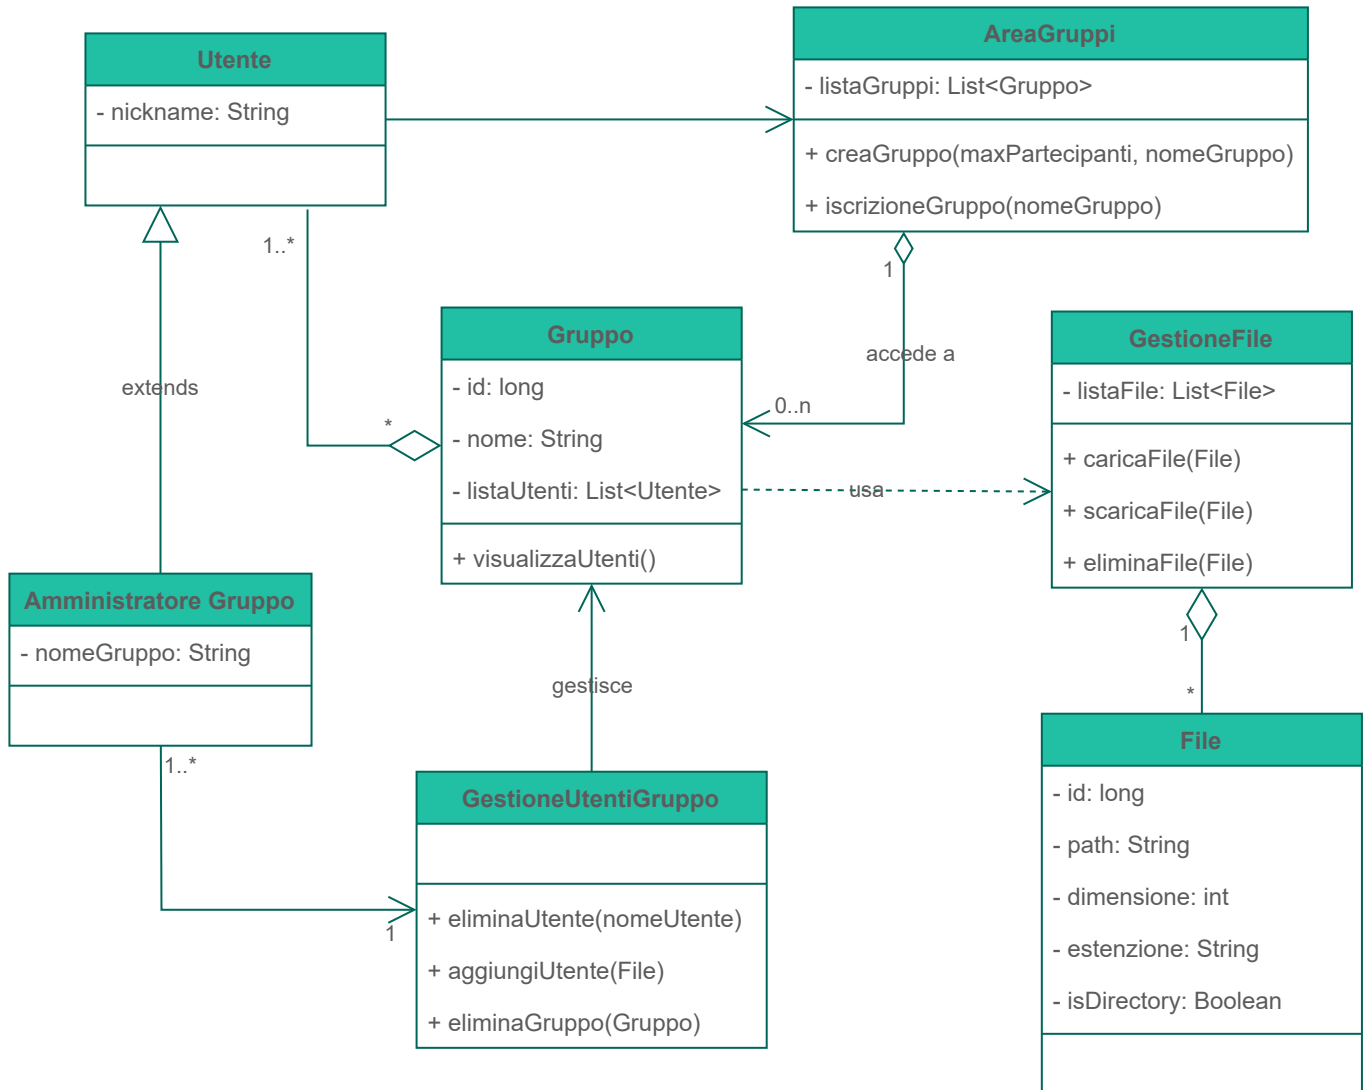 Utente
- nickname: String
AreaGruppi
- listaGruppi: List<Gruppo>
+ creaGruppo(maxPartecipanti, nomeGruppo)
+ iscrizioneGruppo(nomeGruppo)
1..*
1
extends
accede a
0..n
*
Gruppo
- id: long
- nome: String
- listaUtenti: List<Utente>
+ visualizzaUtenti()
usa
GestioneFile
- listaFile: List<File>
+ caricaFile(File)
+ scaricaFile(File)
+ eliminaFile(File)
1
*
Amministratore Gruppo
- nomeGruppo: String
1..*
1
gestisce
GestioneUtentiGruppo
+ eliminaUtente(nomeUtente)
+ aggiungiUtente(File)
+ eliminaGruppo(Gruppo)
File
- id: long
- path: String
- dimensione: int
- estenzione: String
- isDirectory: Boolean